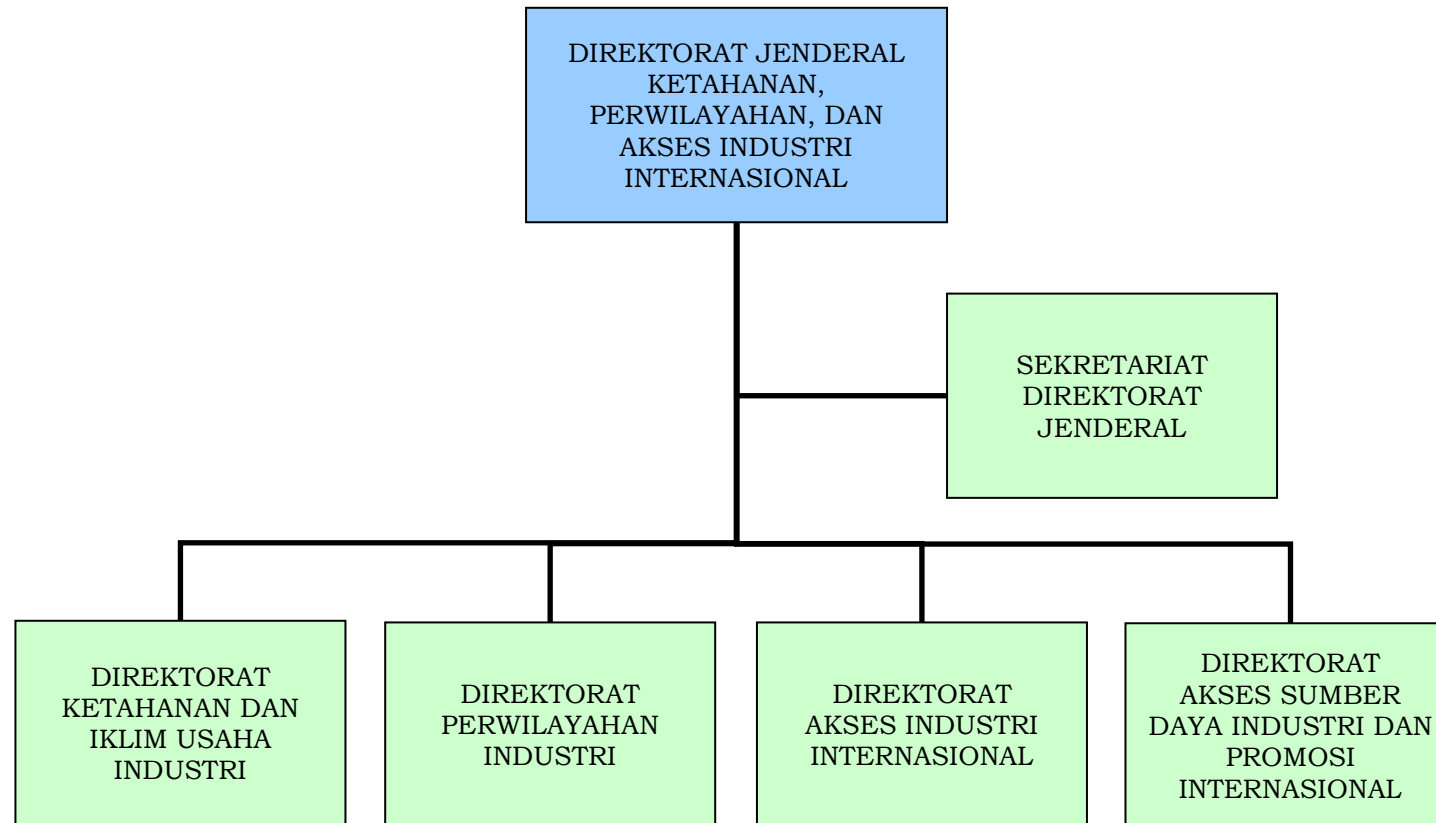 DIREKTORAT JENDERAL
KETAHANAN,
PERWILAYAHAN, DAN
AKSES INDUSTRI
INTERNASIONAL
SEKRETARIAT
DIREKTORAT
JENDERAL
DIREKTORAT
KETAHANAN DAN
IKLIM USAHA
INDUSTRI
DIREKTORAT
PERWILAYAHAN
INDUSTRI
DIREKTORAT
AKSES INDUSTRI
INTERNASIONAL
DIREKTORAT
AKSES SUMBER
DAYA INDUSTRI DAN
PROMOSI
INTERNASIONAL